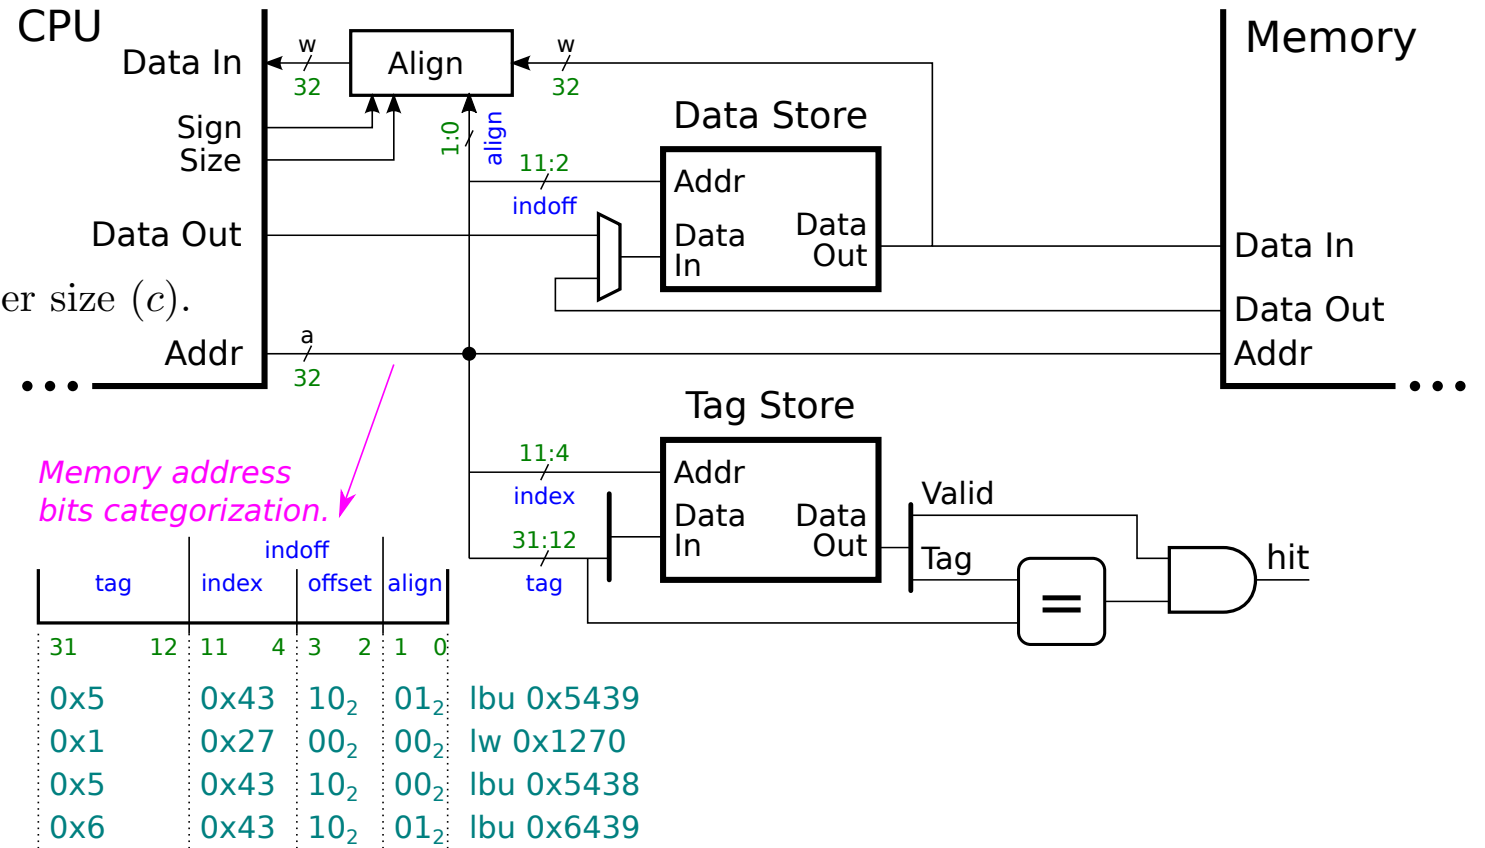 CPU
Memory
w
w
Data In
Align
32
32
Data Store
Sign
1:0
align
Size
11:2
Addr
indoff
Data Out
Data In
Data Out
Data In
er size (c).
Data Out
a
Addr
32
Addr
Tag Store
11:4
Addr
index
Memory address
bits categorization.
Data In
Data Out
Valid
31:12
tag
Tag
=
hit
indoff
tag index offset align
31 12 11 4 3 2 1 0
0x5 0x43 10₂ 01₂ lbu 0x5439
0x1 0x27 00₂ 00₂ lw 0x1270
0x5 0x43 10₂ 00₂ lbu 0x5438
0x6 0x43 10₂ 01₂ lbu 0x6439